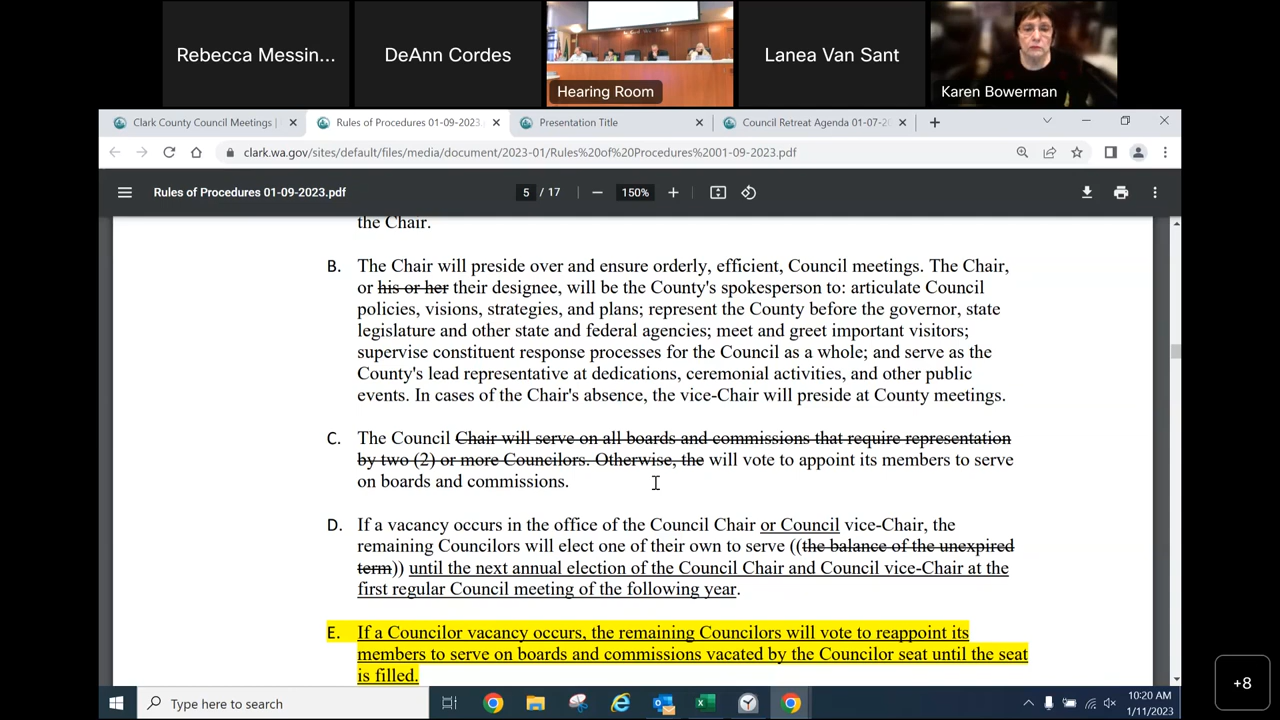 Rebecca Messin...
DeAnn Cordes
Hearing Room
Lanea Van Sant
Karen Bowerman
Clark County Council Meetings |
Rules of Procedures 01-09-2023
Presentation Title
Council Retreat Agenda 01-07-20
clark.wa.gov/sites/default/files/media/document/2023-01/Rules%20of%20Procedures%2001-09-2023.pdf
Rules of Procedures 01-09-2023.pdf
5 / 17
150%
the Chair.
B. The Chair will preside over and ensure orderly, efficient, Council meetings. The Chair,
or his or her their designee, will be the County's spokesperson to: articulate Council
policies, visions, strategies, and plans; represent the County before the governor, state
legislature and other state and federal agencies; meet and greet important visitors;
supervise constituent response processes for the Council as a whole; and serve as the
County's lead representative at dedications, ceremonial activities, and other public
events. In cases of the Chair's absence, the vice-Chair will preside at County meetings.
C. The Council Chair will serve on all boards and commissions that require representation
by two (2) or more Councilors. Otherwise, the will vote to appoint its members to serve
on boards and commissions.
D. If a vacancy occurs in the office of the Council Chair or Council vice-Chair, the
remaining Councilors will elect one of their own to serve ((the balance of the unexpired
term)) until the next annual election of the Council Chair and Council vice-Chair at the
first regular Council meeting of the following year.
E. If a Councilor vacancy occurs, the remaining Councilors will vote to reappoint its
members to serve on boards and commissions vacated by the Councilor seat until the seat
is filled.
+8
Type here to search
10:20 AM
1/11/2023